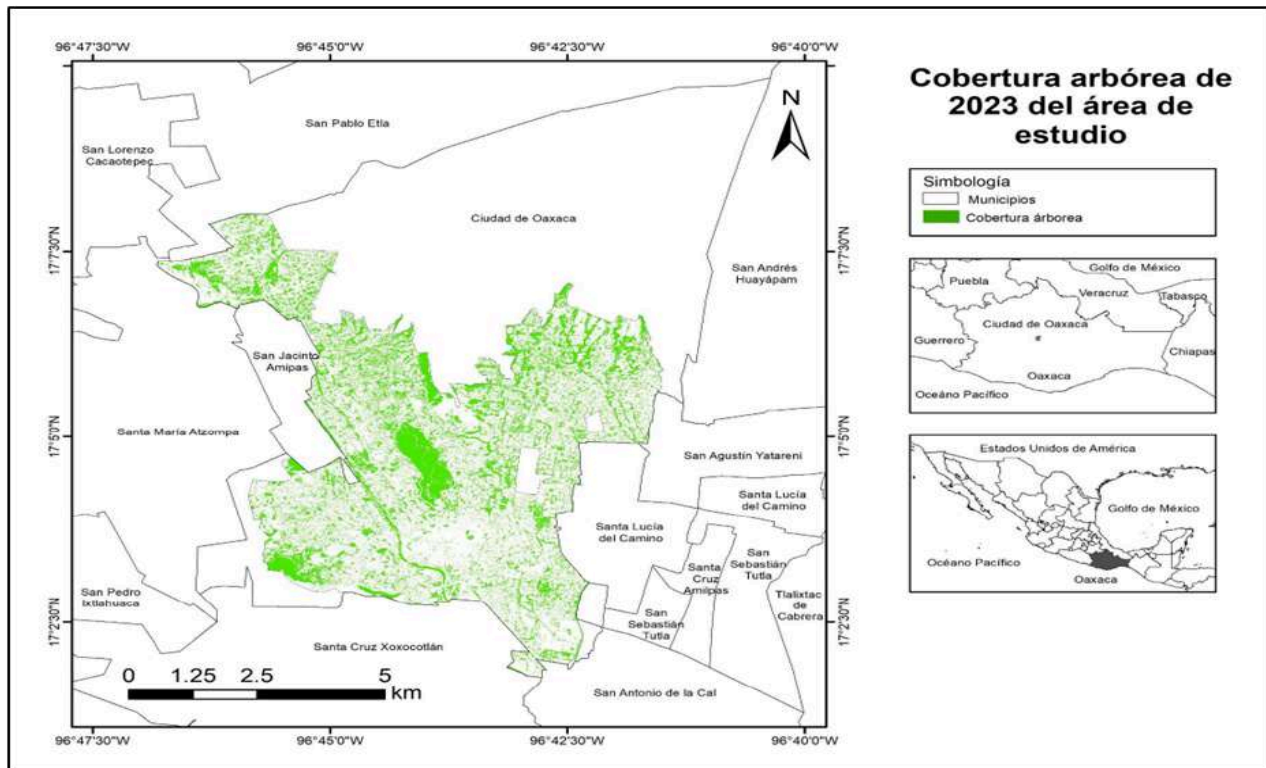 96°47'30"W
96°45'0"W
96°42'30"W
96°40'0"W
17°7'30"N
17°5'0"N
17°2'30"N
San Pablo Etla
San Lorenzo
Cacaotepec
N
Ciudad de Oaxaca
San Andrés
Huayápam
San Jacinto
Amipas
Santa María Atzompa
San Agustín Yatareni
Santa Lucía
del Camino
Santa Lucía
del Camino
San
Sebastián
Tutla
Santa
Cruz
Amilpas
San
Sebastián
Tutla
Tlalixtac
de
Cabrera
San Pedro
Ixtlahuaca
Santa Cruz Xoxocotlán
San Antonio de la Cal
0 1.25 2.5 5
km
96°47'30"W
96°45'0"W
96°42'30"W
96°40'0"W
17°7'30"N
17°5'0"N
17°2'30"N
Cobertura arbórea de
2023 del área de
estudio
Simbología
Municipios
Cobertura árborea
Golfo de México
Puebla
Veracruz
Tabasco
Ciudad de Oaxaca
Guerrero
Chiapas
Oaxaca
Oceáno Pacífico
Estados Unidos de América
Golfo de México
Océano Pacífico
Oaxaca